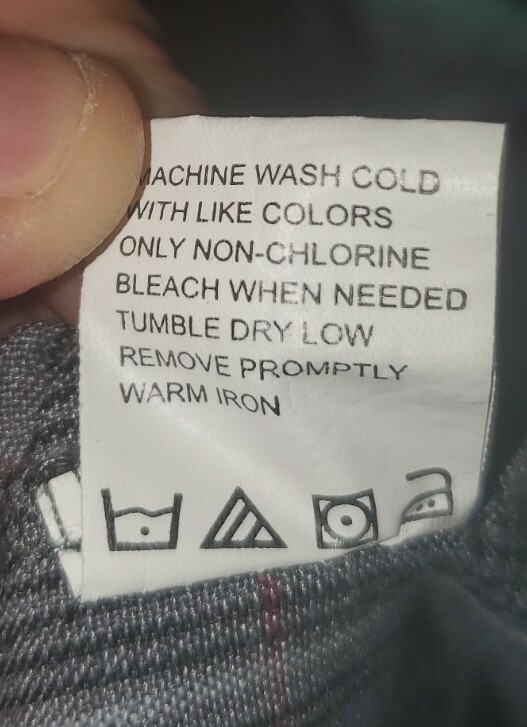 MACHINE WASH COLD
WITH LIKE COLORS
ONLY NON-CHLORINE
BLEACH WHEN NEEDED
TUMBLE DRY LOW
REMOVE PROMPTLY
WARM IRON